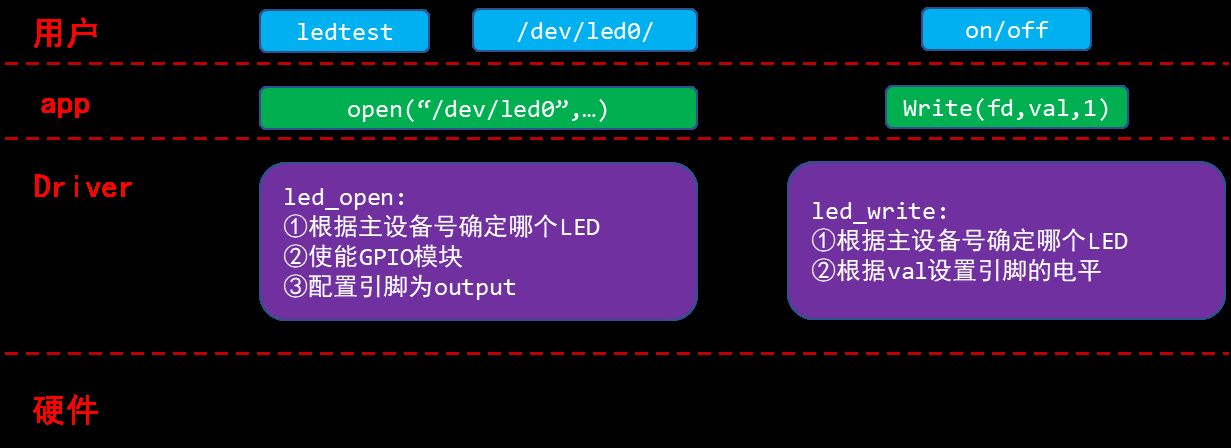 用户
ledtest
/dev/led0/
on/off
app
open(“/dev/led0”,…)
Write(fd,val,1)
Driver
led_open:
①根据主设备号确定哪个LED
②使能GPIO模块
③配置引脚为output
led_write:
①根据主设备号确定哪个LED
②根据val设置引脚的电平
硬件